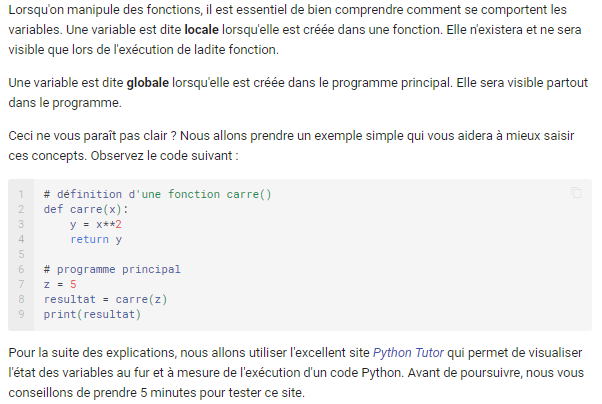 Lorsqu'on manipule des fonctions, il est essentiel de bien comprendre comment se comportent les
variables. Une variable est dite locale lorsqu'elle est créée dans une fonction. Elle n'existera et ne sera
visible que lors de l'exécution de ladite fonction.
Une variable est dite globale lorsqu'elle est créée dans le programme principal. Elle sera visible partout
dans le programme.
Ceci ne vous paraît pas clair ? Nous allons prendre un exemple simple qui vous aidera à mieux saisir
ces concepts. Observez le code suivant :
1 # définition d'une fonction carre()
2 def carre(x):
3     y = x**2
4     return y
5
6 # programme principal
7 z = 5
8 resultat = carre(z)
9 print(resultat)
Pour la suite des explications, nous allons utiliser l'excellent site Python Tutor qui permet de visualiser
l'état des variables au fur et à mesure de l'exécution d'un code Python. Avant de poursuivre, nous vous
conseillons de prendre 5 minutes pour tester ce site.